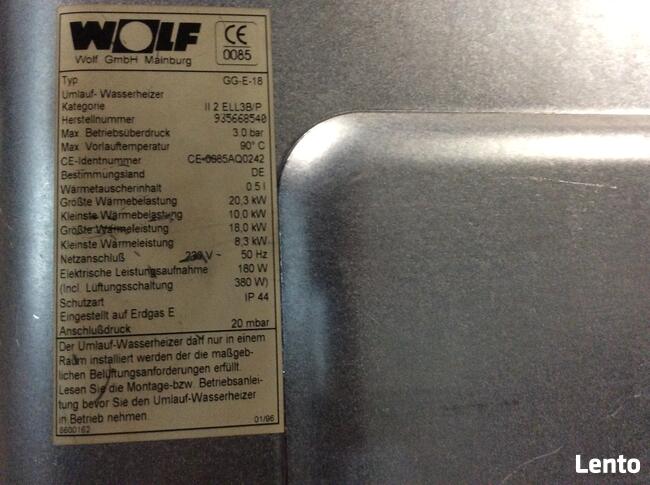 WOLF
Wolf GmbH Mainburg
CE
0085
Typ GG-E-18
Umlauf-Wasserheizer
Kategorie II 2 ELL3B/P
Herstellnummer 935668540
Max. Betriebsüberdruck 3.0 bar
Max. Vorlauftemperatur 90° C
CE-Identnummer CE-0085AQ0242
Bestimmungsland DE
Wärmetauscherinhalt 0.5 l
Größte Wärmebelastung 20,3 kW
Kleinste Wärmebelastung 10,0 kW
Größte Wärmeleistung 18,0 kW
Kleinste Wärmeleistung 8,3 kW
Netzanschluß 230 V ~ 50 Hz
Elektrische Leistungsaufnahme 180 W
(Incl. Lüftungsschaltung 380 W)
Schutzart IP 44
Eingestellt auf Erdgas E
Anschlußdruck 20 mbar
Der Umlauf-Wasserheizer darf nur in einem
Raum installiert werden der die maßgeb-
lichen Belüftungsanforderungen erfüllt.
Lesen Sie die Montage-bzw. Betriebsanlei-
tung bevor Sie den Umlauf-Wasserheizer
in Betrieb nehmen.
8600162 01/96
Lento